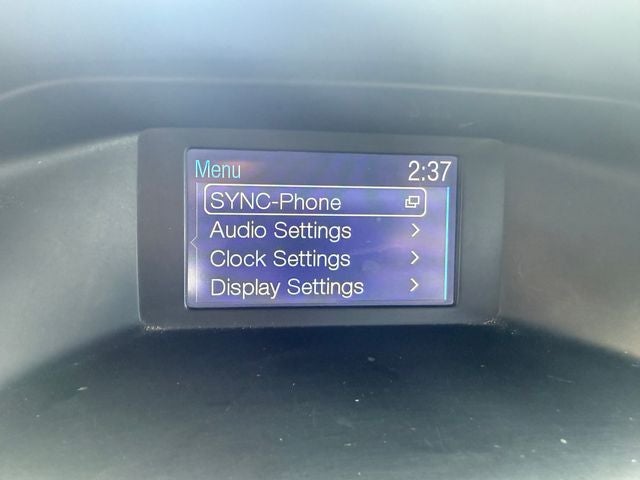 Menu 2:37
SYNC-Phone
Audio Settings
Clock Settings
Display Settings